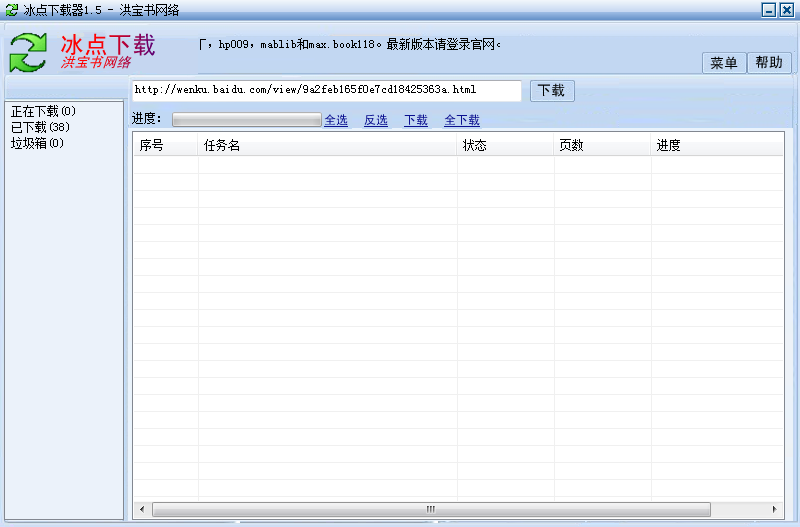 冰点下载器1.5 - 洪宝书网络
冰点下载
洪宝书网络
，hp009，mablib和max.book118。最新版本请登录官网。
菜单 帮助
http://wenku.baidu.com/view/9a2feb165f0e7cd18425363a.html 下载
正在下载(0)
已下载(38)
垃圾箱(0)
进度： 全选 反选 下载 全下载
序号 任务名 状态 页数 进度